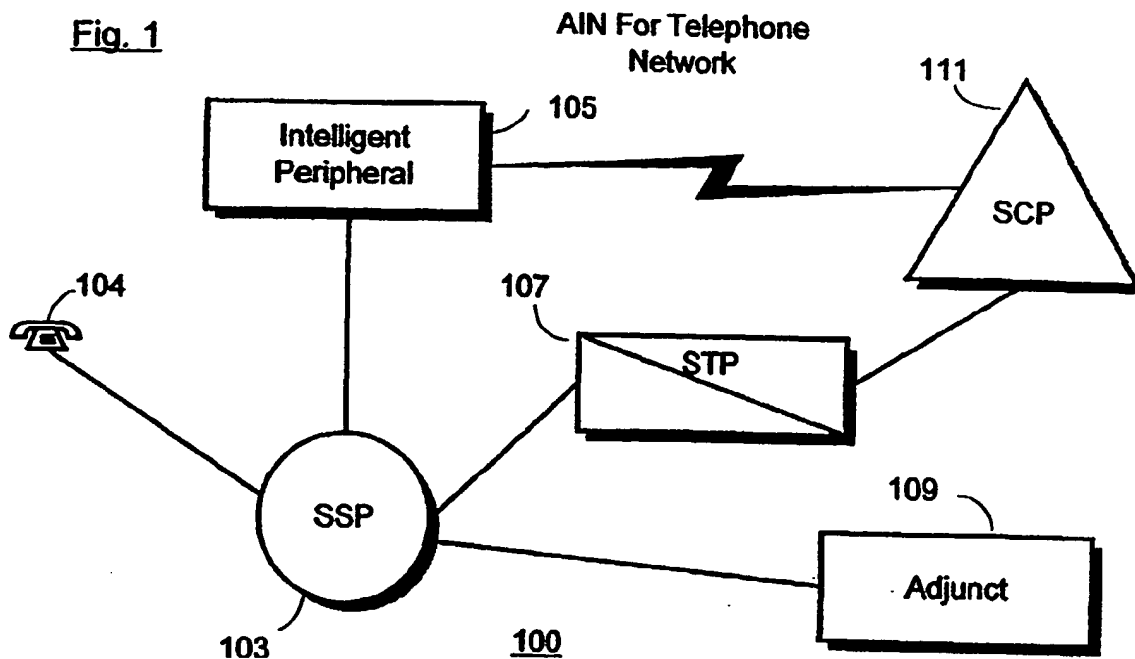 Fig. 1
AIN For Telephone
Network
111
105
Intelligent
Peripheral
SCP
104
107
STP
109
SSP
Adjunct
103
100